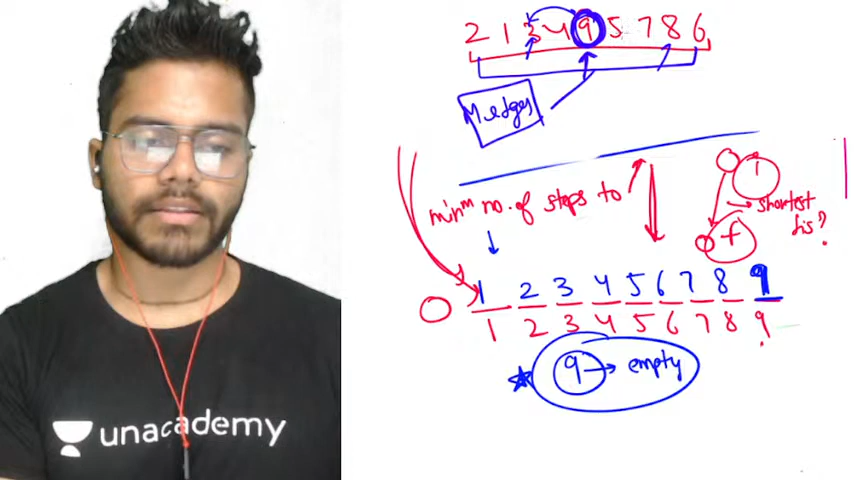 2 1 3 4 9 5 7 8 6
M edges
1
minm no. of steps to
shortest
dis?
f
1 2 3 4 5 6 7 8 9
1 2 3 4 5 6 7 8 9
9 → empty
unacademy